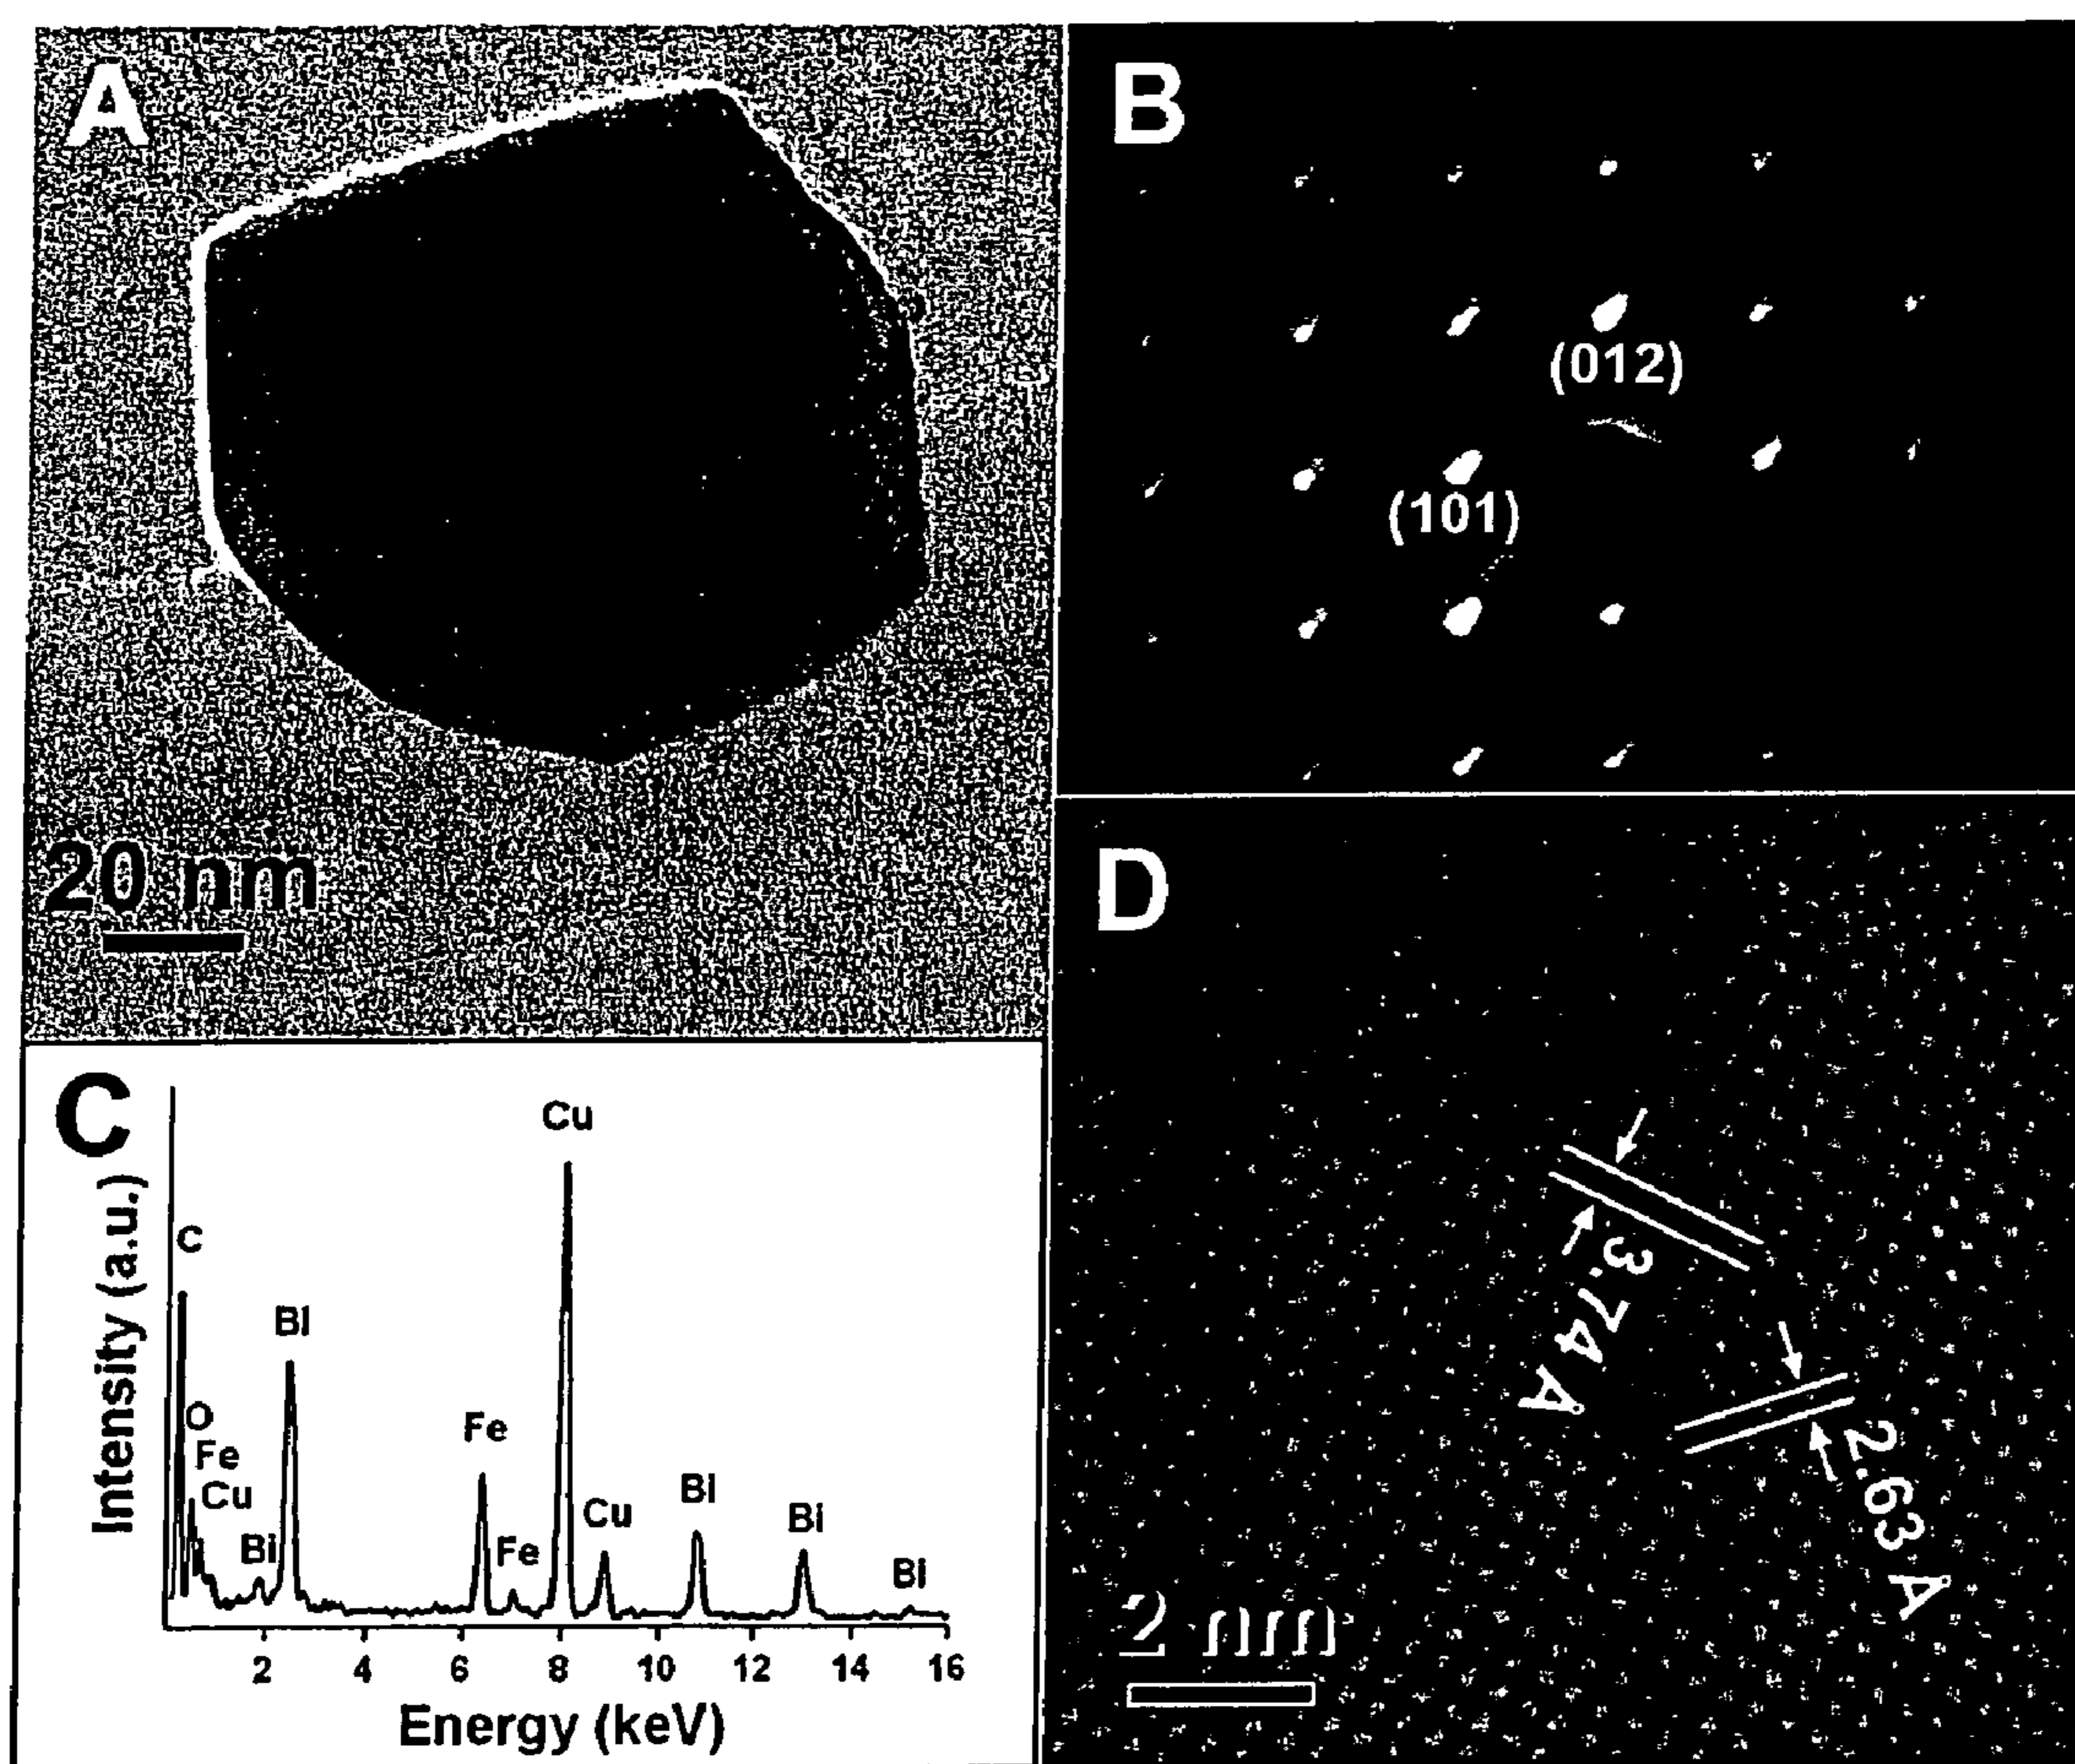 A
20 nm
B
(012)
(101)
C
Intensity (a.u.)
Cu
C
Bi
O
Fe
Cu
Bi
Fe
Fe
Cu
Bi
Bi
Bi
2 4 6 8 10 12 14 16
Energy (keV)
D
3.74 Å
2.63 Å
2 nm